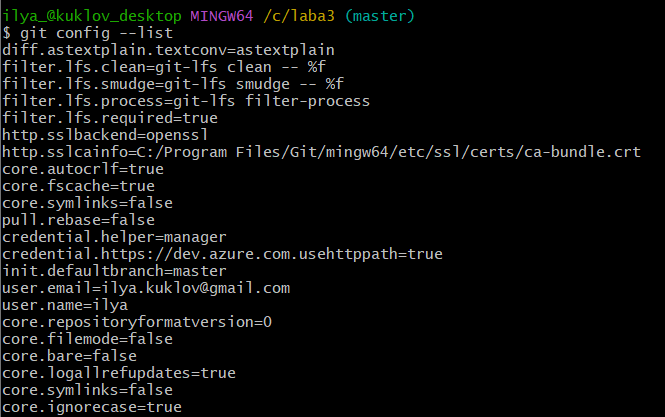 ilya_@kuklov_desktop MINGW64 /c/laba3 (master)
$ git config --list
diff.astextplain.textconv=astextplain
filter.lfs.clean=git-lfs clean -- %f
filter.lfs.smudge=git-lfs smudge -- %f
filter.lfs.process=git-lfs filter-process
filter.lfs.required=true
http.sslbackend=openssl
http.sslcainfo=C:/Program Files/Git/mingw64/etc/ssl/certs/ca-bundle.crt
core.autocrlf=true
core.fscache=true
core.symlinks=false
pull.rebase=false
credential.helper=manager
credential.https://dev.azure.com.usehttppath=true
init.defaultbranch=master
user.email=ilya.kuklov@gmail.com
user.name=ilya
core.repositoryformatversion=0
core.filemode=false
core.bare=false
core.logallrefupdates=true
core.symlinks=false
core.ignorecase=true